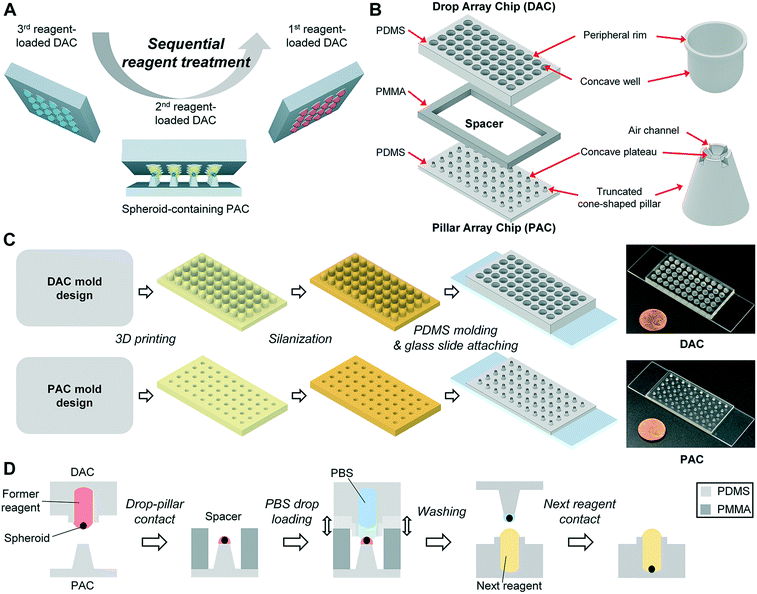 A
3rd reagent-
loaded DAC
Sequential
reagent treatment
1st reagent-
loaded DAC
2nd reagent-
loaded DAC
Spheroid-containing PAC
B
Drop Array Chip (DAC)
PDMS
Peripheral rim
Concave well
PMMA
Spacer
Air channel
PDMS
Concave plateau
Truncated
cone-shaped pillar
Pillar Array Chip (PAC)
C
DAC mold
design
3D printing
Silanization
PDMS molding
& glass slide attaching
DAC
PAC mold
design
PAC
D
DAC
Former
reagent
Spheroid
PAC
Drop-pillar
contact
Spacer
PBS drop
loading
PBS
Washing
Next reagent
Next reagent
contact
PDMS
PMMA